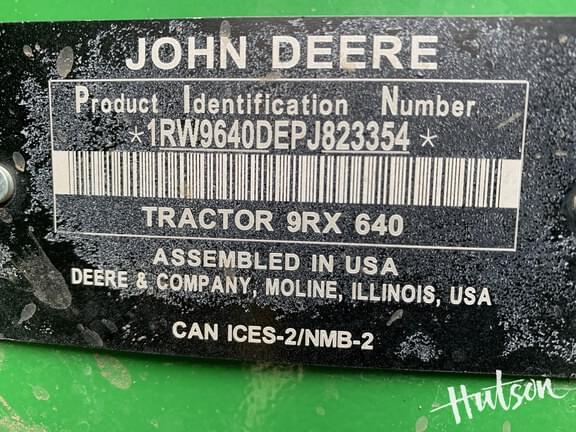 JOHN DEERE
Product Identification Number
*1RW9640DEPJ823354*
TRACTOR 9RX 640
ASSEMBLED IN USA
DEERE & COMPANY, MOLINE, ILLINOIS, USA
CAN ICES-2/NMB-2
Hutson